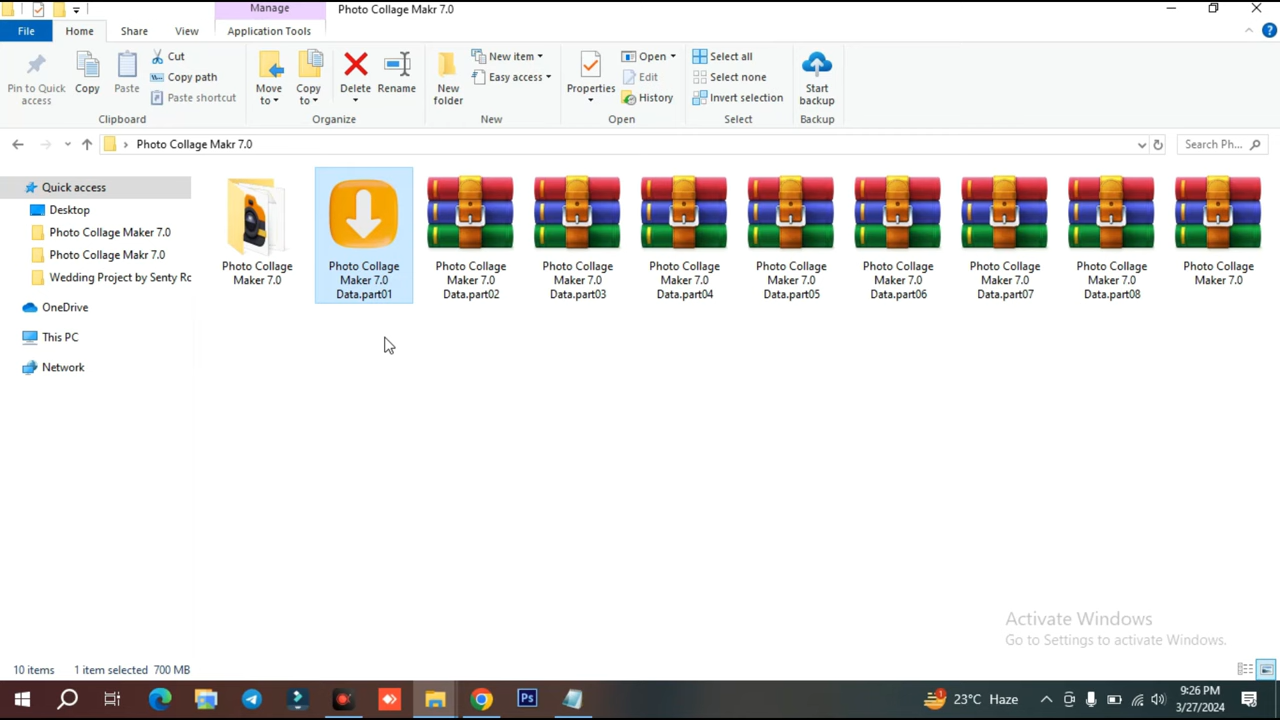 Manage
Photo Collage Makr 7.0
File
Home
Share
View
Application Tools
Pin to Quick
access
Copy
Paste
Cut
Copy path
Paste shortcut
Clipboard
Move
to
Copy
to
Delete
Rename
Organize
New
folder
New item
Easy access
New
Properties
Open
Edit
History
Open
Select all
Select none
Invert selection
Select
Start
backup
Backup
Photo Collage Makr 7.0
Search Ph...
Quick access
Desktop
Photo Collage Maker 7.0
Photo Collage Makr 7.0
Wedding Project by Senty Rc
OneDrive
This PC
Network
Photo Collage
Maker 7.0
Photo Collage
Maker 7.0
Data.part01
Photo Collage
Maker 7.0
Data.part02
Photo Collage
Maker 7.0
Data.part03
Photo Collage
Maker 7.0
Data.part04
Photo Collage
Maker 7.0
Data.part05
Photo Collage
Maker 7.0
Data.part06
Photo Collage
Maker 7.0
Data.part07
Photo Collage
Maker 7.0
Data.part08
Photo Collage
Maker 7.0
Activate Windows
Go to Settings to activate Windows.
10 items
1 item selected 700 MB
Ps
23°C Haze
9:26 PM
3/27/2024